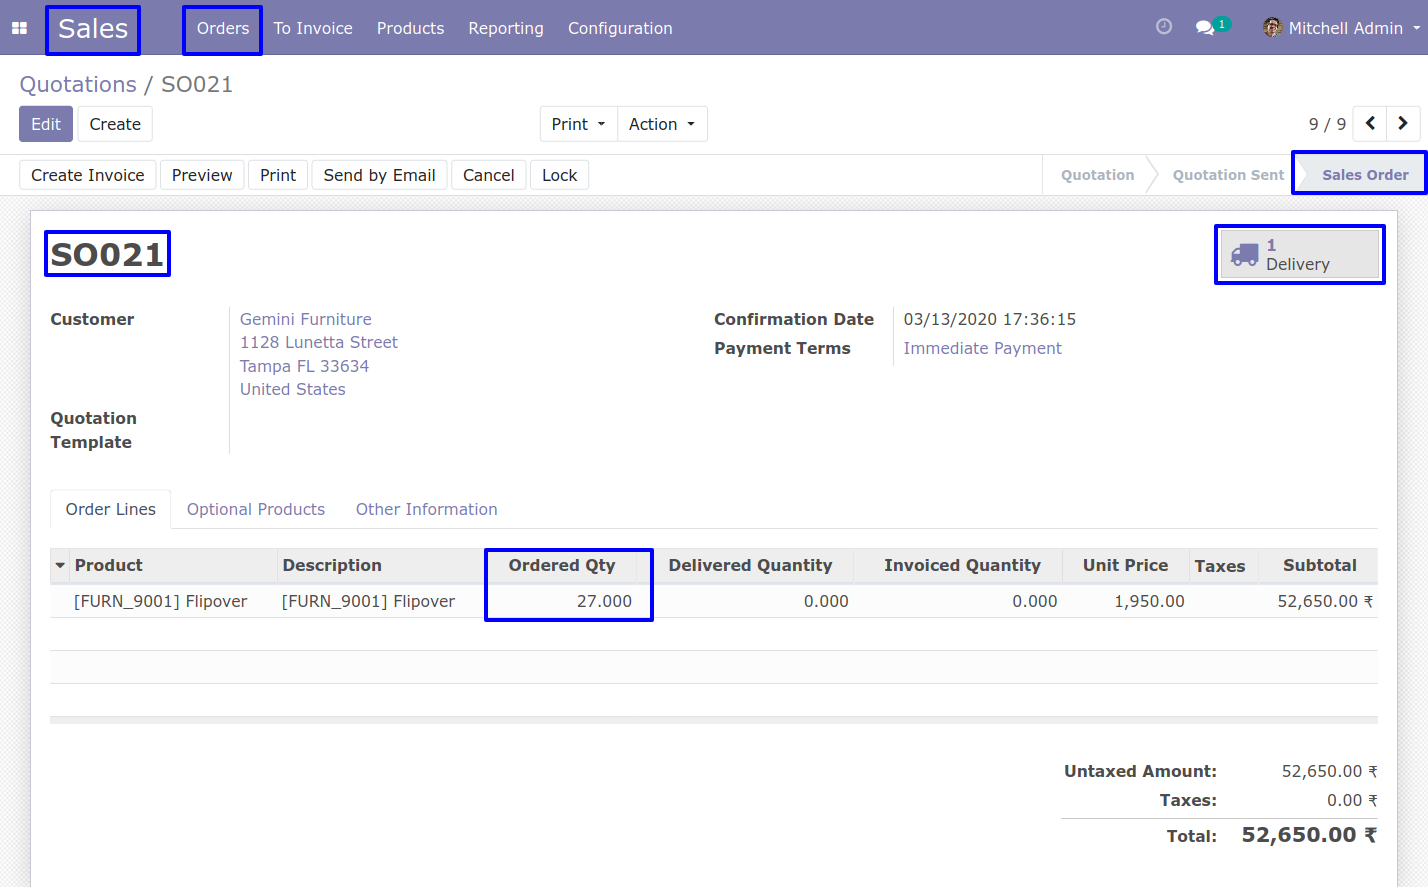 Sales Orders To Invoice Products Reporting Configuration 1 Mitchell Admin
Quotations / SO021
Edit Create Print Action 9 / 9
Create Invoice Preview Print Send by Email Cancel Lock Quotation Quotation Sent Sales Order
SO021
1
Delivery
Customer
Gemini Furniture
1128 Lunetta Street
Tampa FL 33634
United States
Quotation
Template
Confirmation Date 03/13/2020 17:36:15
Payment Terms Immediate Payment
Order Lines Optional Products Other Information
Product Description Ordered Qty Delivered Quantity Invoiced Quantity Unit Price Taxes Subtotal
[FURN_9001] Flipover [FURN_9001] Flipover 27.000 0.000 0.000 1,950.00 52,650.00 ₹
Untaxed Amount: 52,650.00 ₹
Taxes: 0.00 ₹
Total: 52,650.00 ₹